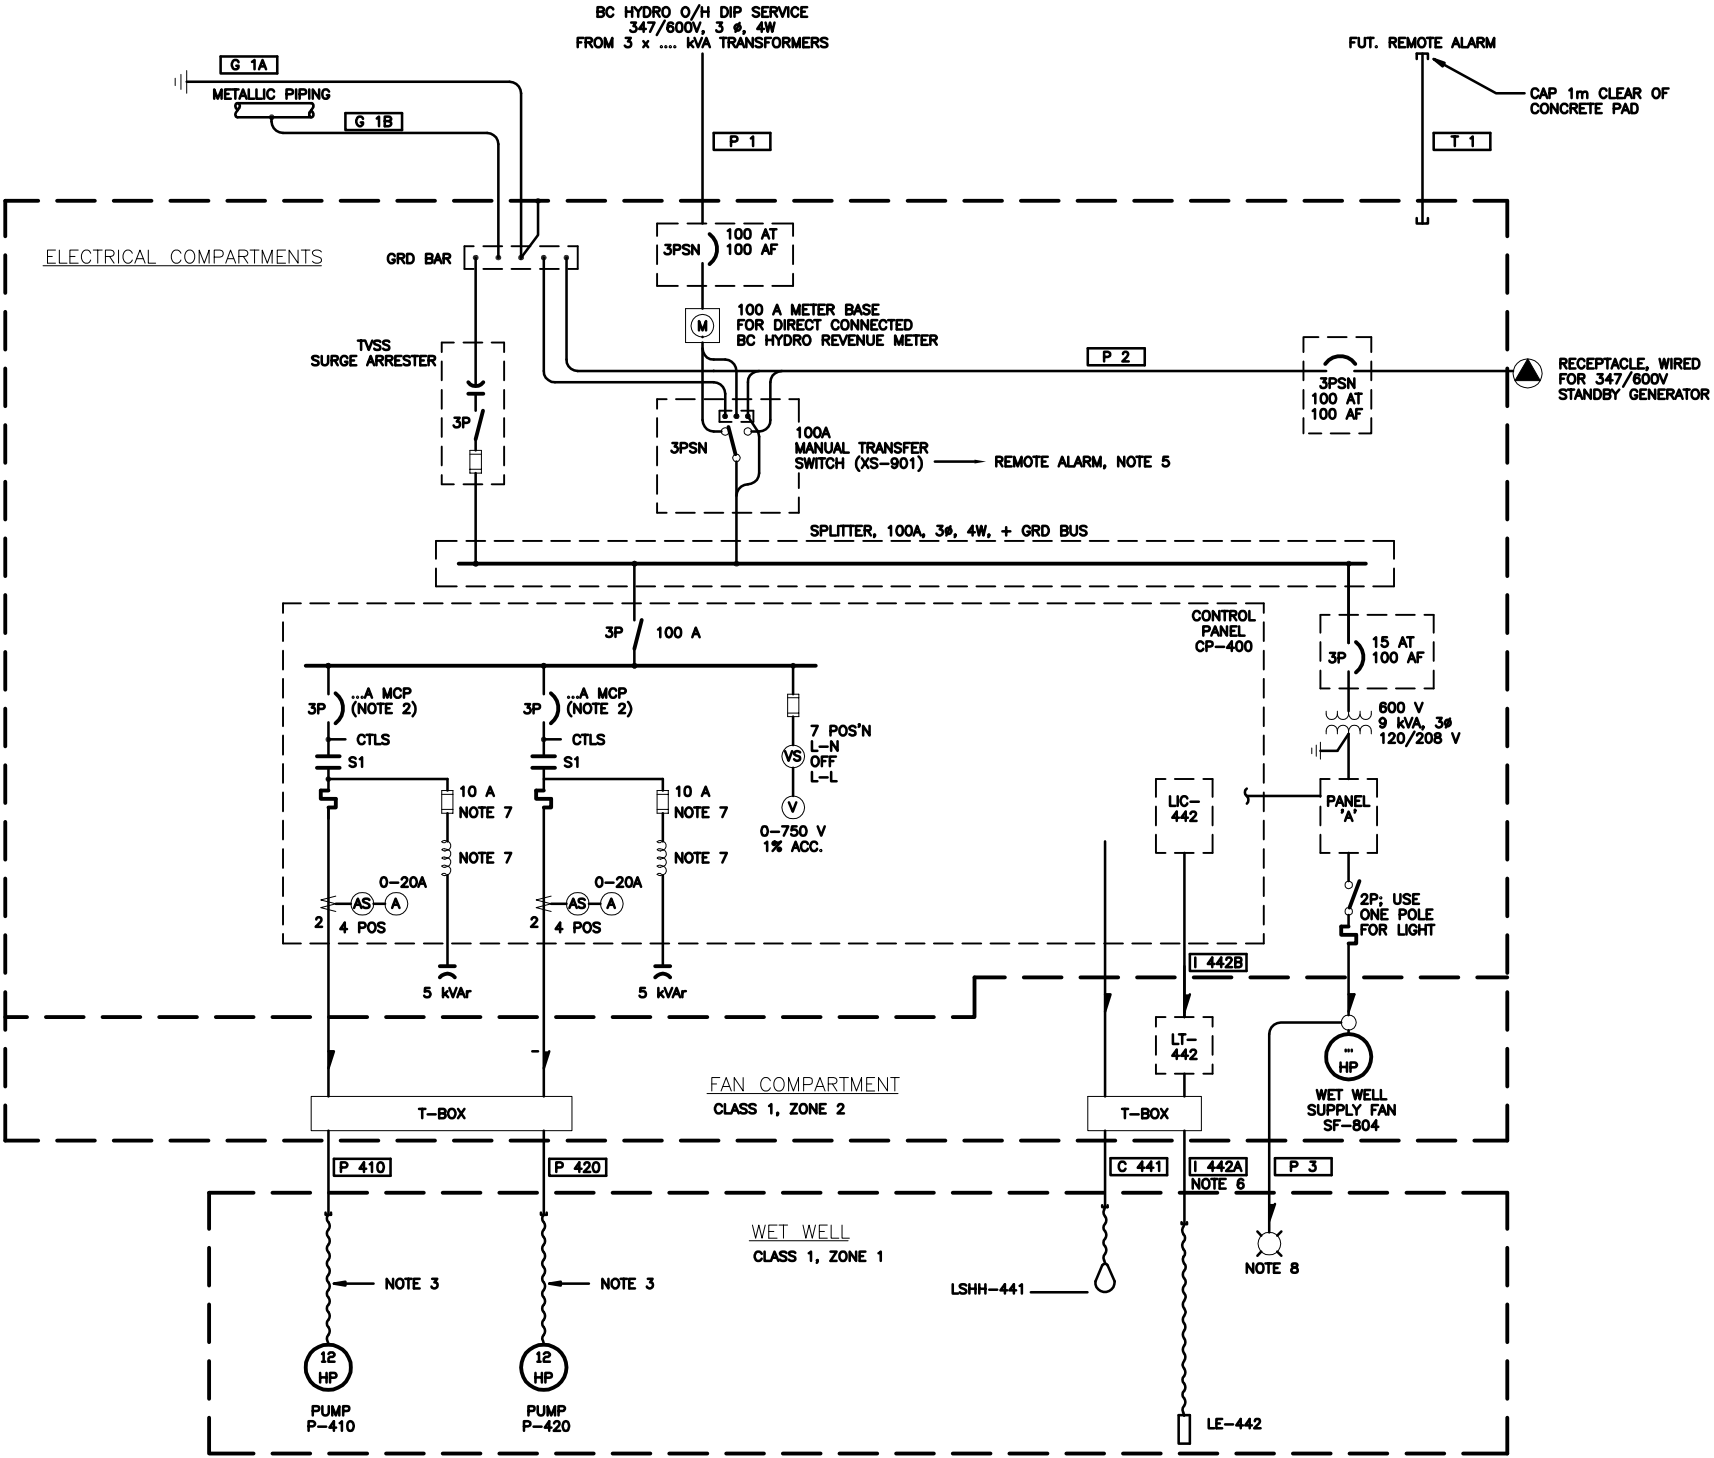 BC HYDRO O/H DIP SERVICE
347/600V, 3 ø, 4W
FROM 3 x .... kVA TRANSFORMERS
FUT. REMOTE ALARM
G 1A
METALLIC PIPING
G 1B
CAP 1m CLEAR OF
CONCRETE PAD
P 1
T 1
ELECTRICAL COMPARTMENTS
GRD BAR
3PSN
100 AT
100 AF
100 A METER BASE
FOR DIRECT CONNECTED
BC HYDRO REVENUE METER
M
TVSS
SURGE ARRESTER
3P
P 2
3PSN
100 AT
100 AF
RECEPTACLE, WIRED
FOR 347/600V
STANDBY GENERATOR
3PSN
100A
MANUAL TRANSFER
SWITCH (XS-901)
REMOTE ALARM, NOTE 5
SPLITTER, 100A, 3ø, 4W, + GRD BUS
3P
100 A
CONTROL
PANEL
CP-400
3P
15 AT
100 AF
3P
...A MCP
(NOTE 2)
CTLS
S1
3P
...A MCP
(NOTE 2)
CTLS
S1
7 POS'N
L-N
OFF
L-L
VS
V
0-750 V
1% ACC.
600 V
9 kVA, 3ø
120/208 V
10 A
NOTE 7
NOTE 7
10 A
NOTE 7
NOTE 7
LIC-
442
PANEL
'A'
0-20A
AS
A
2
4 POS
0-20A
AS
A
2
4 POS
2P; USE
ONE POLE
FOR LIGHT
5 kVAr
5 kVAr
I 442B
LT-
442
...
HP
WET WELL
SUPPLY FAN
SF-804
FAN COMPARTMENT
CLASS 1, ZONE 2
T-BOX
T-BOX
P 410
P 420
C 441
I 442A
NOTE 6
P 3
WET WELL
CLASS 1, ZONE 1
NOTE 3
NOTE 3
LSHH-441
NOTE 8
12
HP
PUMP
P-410
12
HP
PUMP
P-420
LE-442